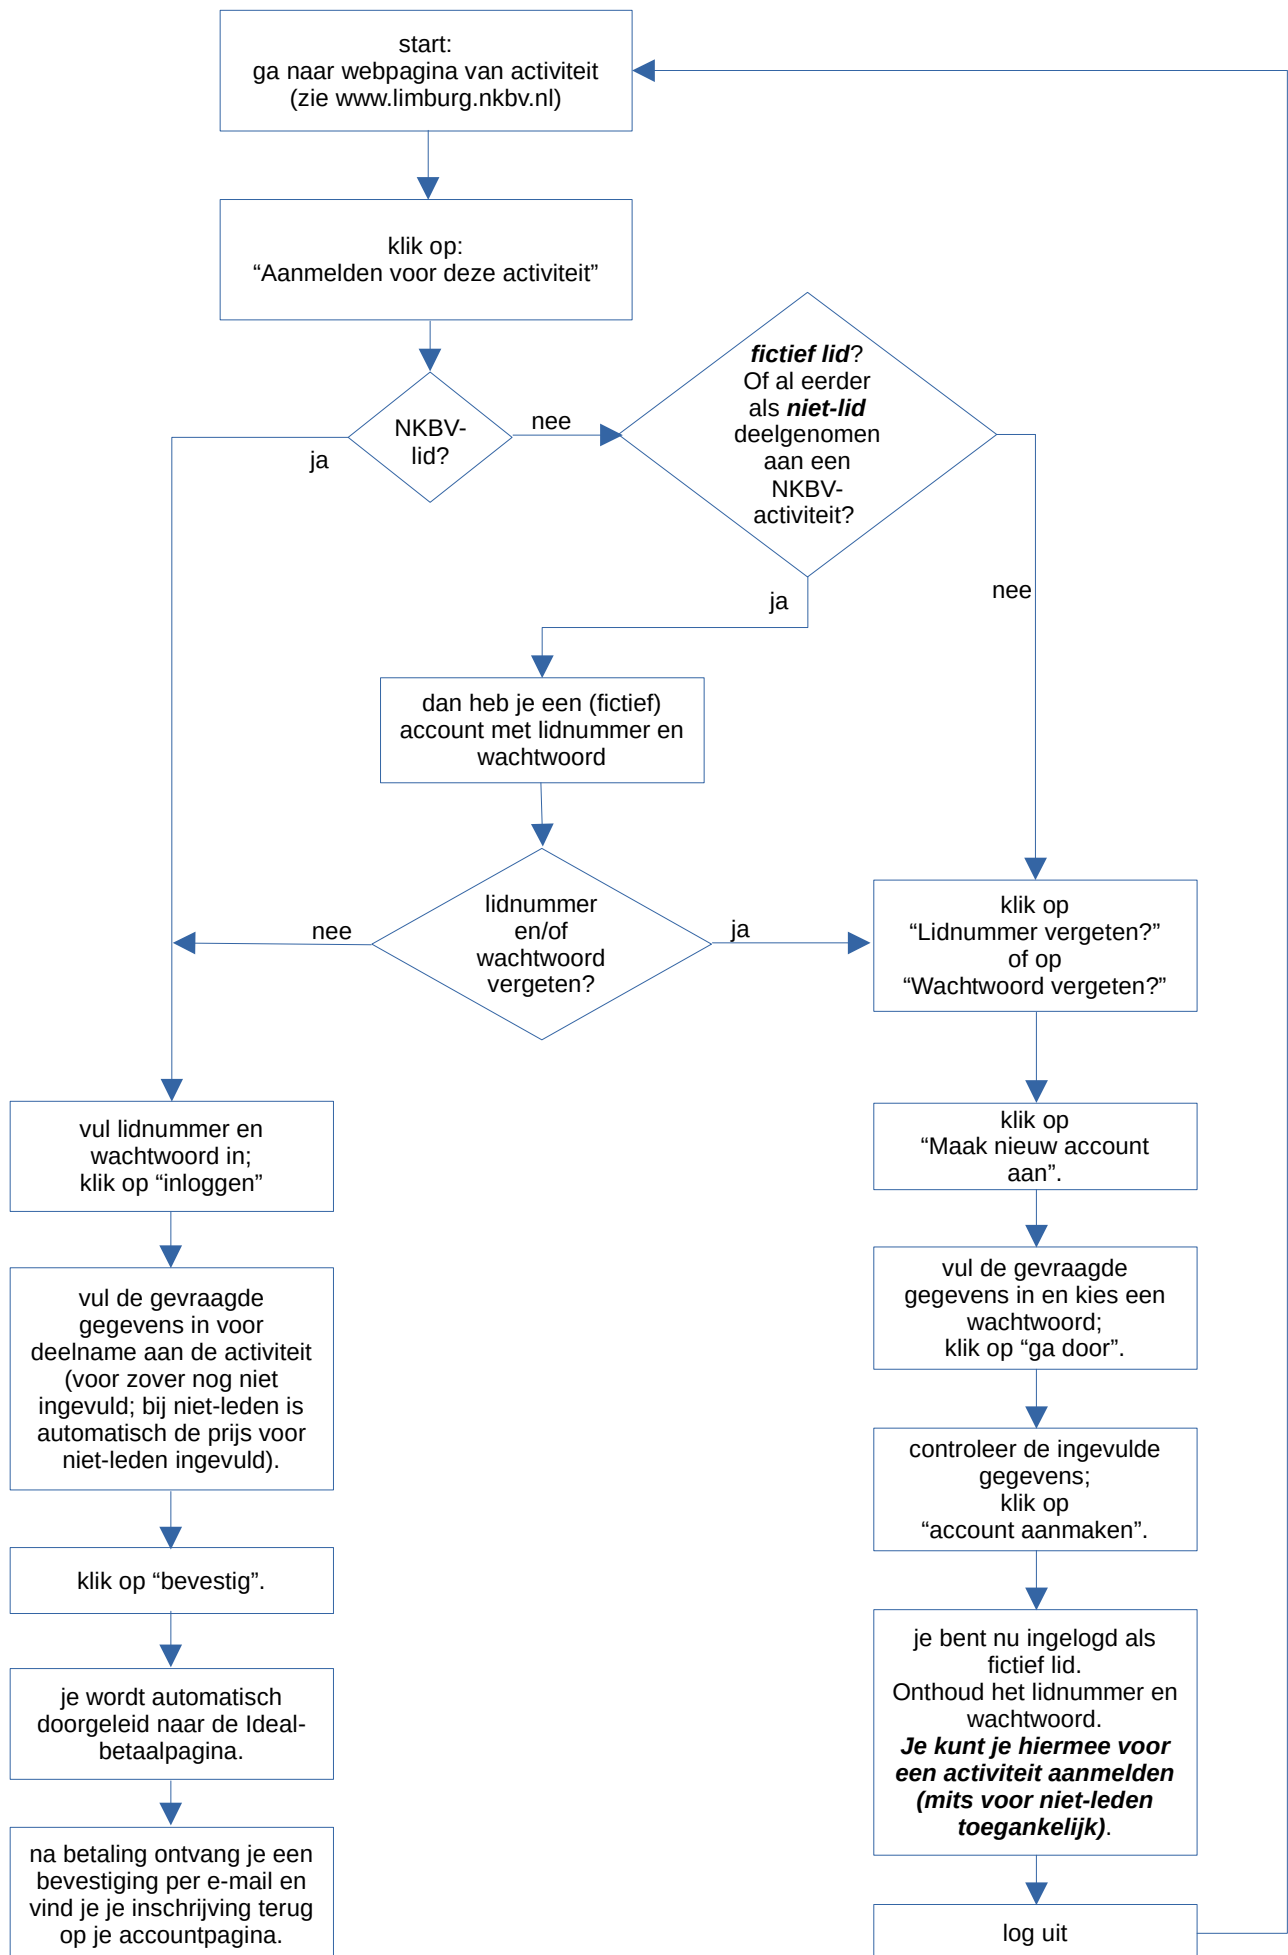 start:
ga naar webpagina van activiteit
(zie www.limburg.nkbv.nl)
klik op:
“Aanmelden voor deze activiteit”
NKBV-
lid?
ja
nee
fictief lid?
Of al eerder
als niet-lid
deelgenomen
aan een
NKBV-
activiteit?
ja
nee
dan heb je een (fictief)
account met lidnummer en
wachtwoord
lidnummer
en/of
wachtwoord
vergeten?
nee
ja
klik op
“Lidnummer vergeten?”
of op
“Wachtwoord vergeten?”
klik op
“Maak nieuw account
aan”.
vul de gevraagde
gegevens in en kies een
wachtwoord;
klik op “ga door”.
controleer de ingevulde
gegevens;
klik op
“account aanmaken”.
je bent nu ingelogd als
fictief lid.
Onthoud het lidnummer en
wachtwoord.
Je kunt je hiermee voor
een activiteit aanmelden
(mits voor niet-leden
toegankelijk).
log uit
vul lidnummer en
wachtwoord in;
klik op “inloggen”
vul de gevraagde
gegevens in voor
deelname aan de activiteit
(voor zover nog niet
ingevuld; bij niet-leden is
automatisch de prijs voor
niet-leden ingevuld).
klik op “bevestig”.
je wordt automatisch
doorgeleid naar de Ideal-
betaalpagina.
na betaling ontvang je een
bevestiging per e-mail en
vind je je inschrijving terug
op je accountpagina.